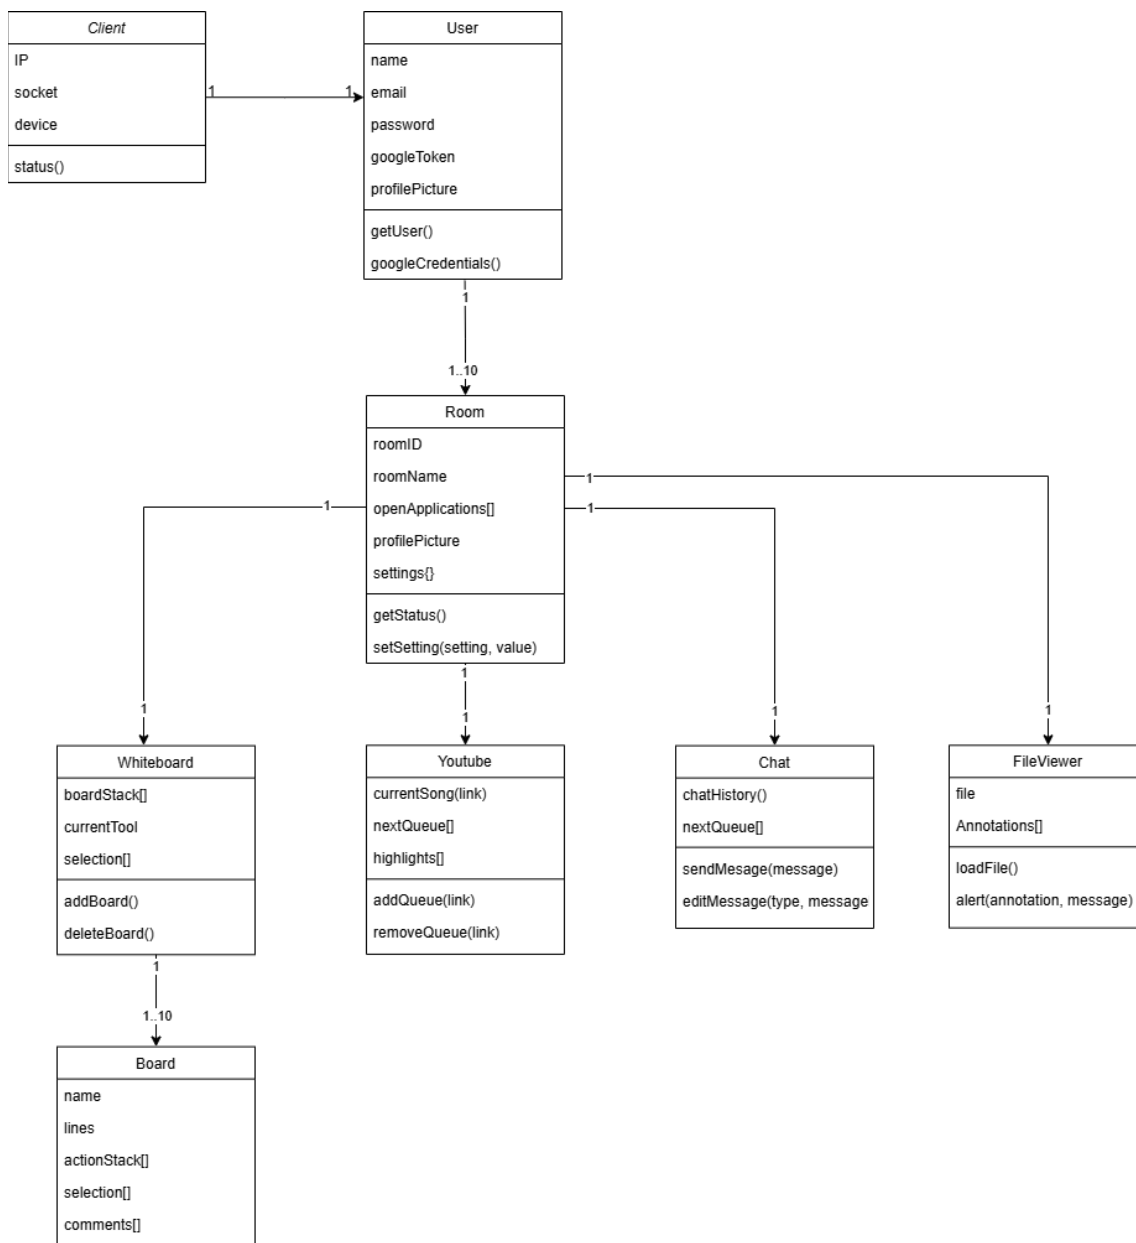 Client
IP
socket
device
status()
1
1
User
name
email
password
googleToken
profilePicture
getUser()
googleCredentials()
1
1..10
Room
roomID
roomName
openApplications[]
profilePicture
settings{}
getStatus()
setSetting(setting, value)
1
1
1
1
1
1
1
1
Whiteboard
boardStack[]
currentTool
selection[]
addBoard()
deleteBoard()
Youtube
currentSong(link)
nextQueue[]
highlights[]
addQueue(link)
removeQueue(link)
Chat
chatHistory()
nextQueue[]
sendMesage(message)
editMessage(type, message
FileViewer
file
Annotations[]
loadFile()
alert(annotation, message)
1
1..10
Board
name
lines
actionStack[]
selection[]
comments[]